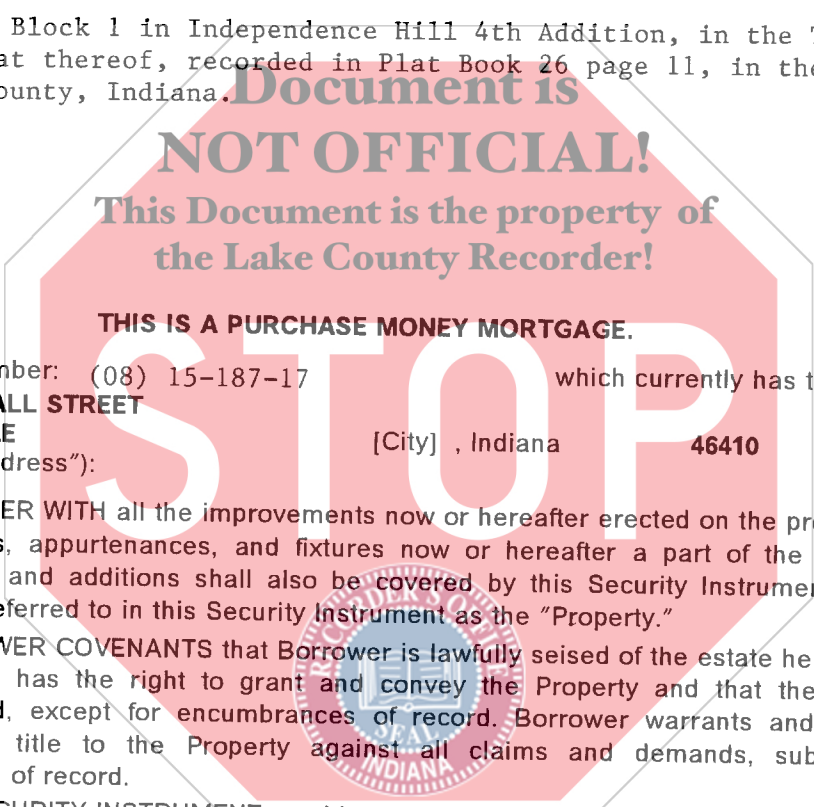 Block 1 in Independence Hill 4th Addition, in the
at thereof, recorded in Plat Book 26 page 11, in the
ounty, Indiana.
Document is
NOT OFFICIAL!
This Document is the property of
the Lake County Recorder!
THIS IS A PURCHASE MONEY MORTGAGE.
mber: (08) 15-187-17 which currently has t
ALL STREET
E [City] , Indiana 46410
dress"):
STOP
ER WITH all the improvements now or hereafter erected on the pro
s, appurtenances, and fixtures now or hereafter a part of the
and additions shall also be covered by this Security Instrumen
eferred to in this Security Instrument as the "Property."
WER COVENANTS that Borrower is lawfully seised of the estate he
has the right to grant and convey the Property and that the
d, except for encumbrances of record. Borrower warrants and
title to the Property against all claims and demands, sub
of record.
RECORDER'S OFFICE
SEAL
INDIANA